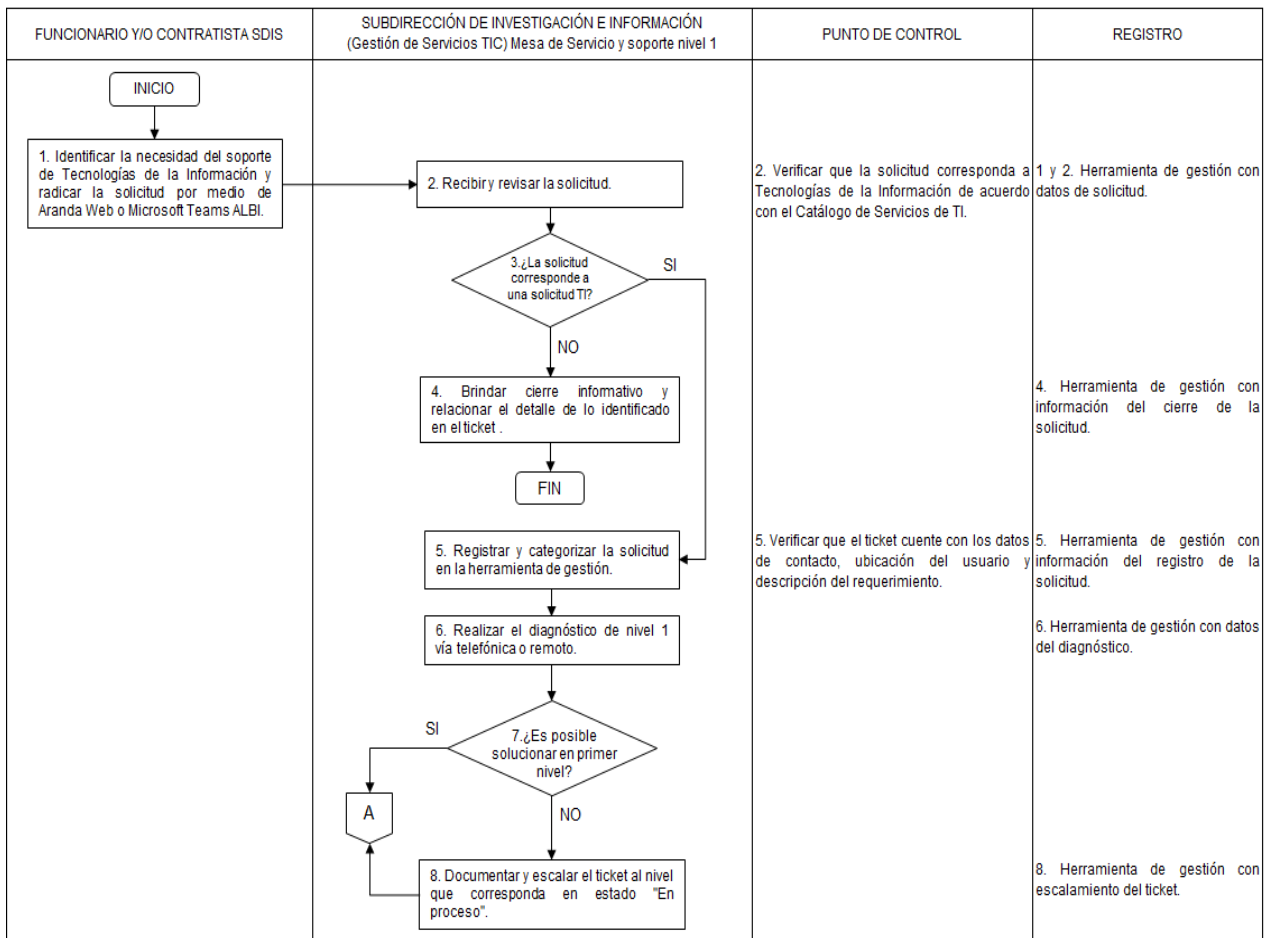 FUNCIONARIO Y/O CONTRATISTA SDIS
SUBDIRECCIÓN DE INVESTIGACIÓN E INFORMACIÓN
(Gestión de Servicios TIC) Mesa de Servicio y soporte nivel 1
PUNTO DE CONTROL
REGISTRO
INICIO
1. Identificar la necesidad del soporte
de Tecnologías de la Información y
radicar la solicitud por medio de
Aranda Web o Microsoft Teams ALBI.
2. Recibir y revisar la solicitud.
2. Verificar que la solicitud corresponda a
Tecnologías de la Información de acuerdo
con el Catálogo de Servicios de TI.
1 y 2. Herramienta de gestión con
datos de solicitud.
3.¿La solicitud
corresponde a
una solicitud TI?
SI
NO
4. Brindar cierre informativo y
relacionar el detalle de lo identificado
en el ticket .
4. Herramienta de gestión con
información del cierre de la
solicitud.
FIN
5. Registrar y categorizar la solicitud
en la herramienta de gestión.
5. Verificar que el ticket cuente con los datos
de contacto, ubicación del usuario y
descripción del requerimiento.
5. Herramienta de gestión con
información del registro de la
solicitud.
6. Realizar el diagnóstico de nivel 1
vía telefónica o remoto.
6. Herramienta de gestión con datos
del diagnóstico.
7.¿Es posible
solucionar en primer
nivel?
SI
A
NO
8. Documentar y escalar el ticket al nivel
que corresponda en estado "En
proceso".
8. Herramienta de gestión con
escalamiento del ticket.